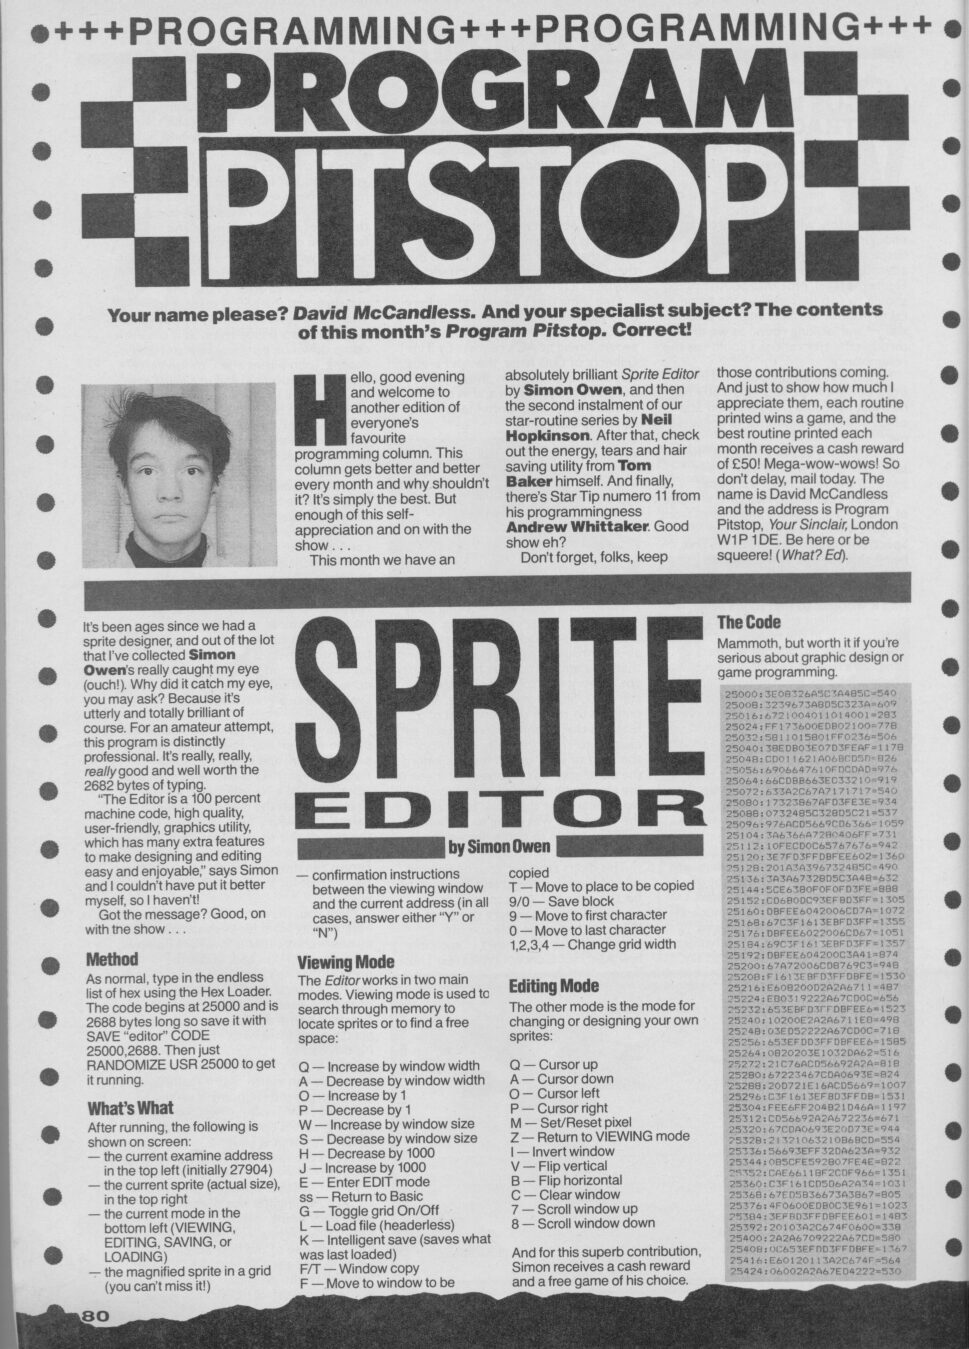 +++PROGRAMMING+++PROGRAMMING+++
PROGRAM
PITSTOP
Your name please? David McCandless. And your specialist subject? The contents
of this month's Program Pitstop. Correct!
Hello, good evening
and welcome to
another edition of
everyone's
favourite
programming column. This
column gets better and better
every month and why shouldn't
it? It's simply the best. But
enough of this self-
appreciation and on with the
show . . .
This month we have an
absolutely brilliant Sprite Editor
by Simon Owen, and then
the second instalment of our
star-routine series by Neil
Hopkinson. After that, check
out the energy, tears and hair
saving utility from Tom
Baker himself. And finally,
there's Star Tip numero 11 from
his programmingness
Andrew Whittaker. Good
show eh?
Don't forget, folks, keep
those contributions coming.
And just to show how much I
appreciate them, each routine
printed wins a game, and the
best routine printed each
month receives a cash reward
of £50! Mega-wow-wows! So
don't delay, mail today. The
name is David McCandless
and the address is Program
Pitstop, Your Sinclair, London
W1P 1DE. Be here or be
squeere! (What? Ed).
SPRITE
EDITOR
by Simon Owen
It's been ages since we had a
sprite designer, and out of the lot
that I've collected Simon
Owen's really caught my eye
(ouch!). Why did it catch my eye,
you may ask? Because it's
utterly and totally brilliant of
course. For an amateur attempt,
this program is distinctly
professional. It's really, really,
really good and well worth the
2682 bytes of typing.
"The Editor is a 100 percent
machine code, high quality,
user-friendly, graphics utility,
which has many extra features
to make designing and editing
easy and enjoyable," says Simon
and I couldn't have put it better
myself, so I haven't!
Got the message? Good, on
with the show . . .
Method
As normal, type in the endless
list of hex using the Hex Loader.
The code begins at 25000 and is
2688 bytes long so save it with
SAVE "editor" CODE
25000,2688. Then just
RANDOMIZE USR 25000 to get
it running.
What's What
After running, the following is
shown on screen:
— the current examine address
in the top left (initially 27904)
— the current sprite (actual size),
in the top right
— the current mode in the
bottom left (VIEWING,
EDITING, SAVING, or
LOADING)
— the magnified sprite in a grid
(you can't miss it!)
— confirmation instructions
between the viewing window
and the current address (in all
cases, answer either "Y" or
"N")
Viewing Mode
The Editor works in two main
modes. Viewing mode is used to
search through memory to
locate sprites or to find a free
space:
Q — Increase by window width
A — Decrease by window width
O — Increase by 1
P — Decrease by 1
W — Increase by window size
S — Decrease by window size
H — Decrease by 1000
J — Increase by 1000
E — Enter EDIT mode
ss — Return to Basic
G — Toggle grid On/Off
L — Load file (headerless)
K — Intelligent save (saves what
was last loaded)
F/T — Window copy
F — Move to window to be
copied
T — Move to place to be copied
9/0 — Save block
9 — Move to first character
0 — Move to last character
1,2,3,4 — Change grid width
Editing Mode
The other mode is the mode for
changing or designing your own
sprites:
Q — Cursor up
A — Cursor down
O — Cursor left
P — Cursor right
M — Set/Reset pixel
Z — Return to VIEWING mode
I — Invert window
V — Flip vertical
B — Flip horizontal
C — Clear window
7 — Scroll window up
8 — Scroll window down
And for this superb contribution,
Simon receives a cash reward
and a free game of his choice.
The Code
Mammoth, but worth it if you're
serious about graphic design or
game programming.
80